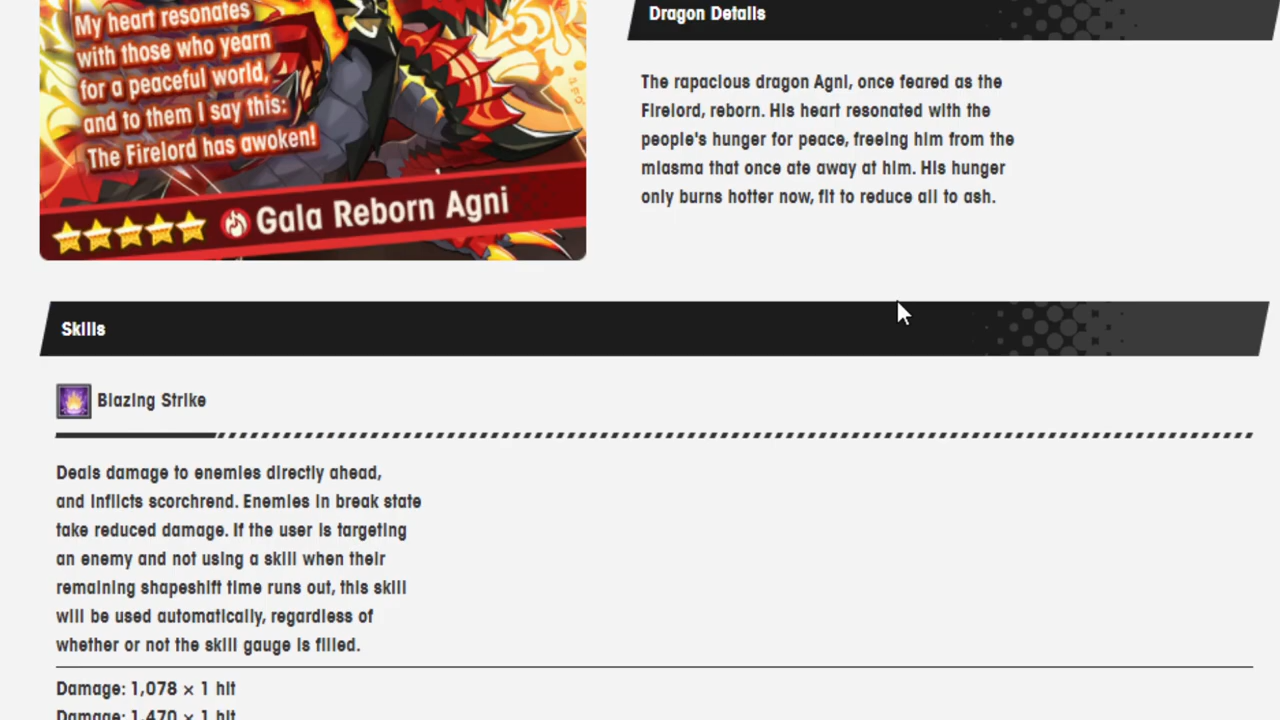 My heart resonates
with those who yearn
for a peaceful world,
and to them I say this:
The Firelord has awoken!
Gala Reborn Agni
Dragon Details
The rapacious dragon Agni, once feared as the
Firelord, reborn. His heart resonated with the
people's hunger for peace, freeing him from the
miasma that once ate away at him. His hunger
only burns hotter now, fit to reduce all to ash.
Skills
Blazing Strike
Deals damage to enemies directly ahead,
and inflicts scorchrend. Enemies in break state
take reduced damage. If the user is targeting
an enemy and not using a skill when their
remaining shapeshift time runs out, this skill
will be used automatically, regardless of
whether or not the skill gauge is filled.
Damage: 1,078 × 1 hit
Damage: 1,470 × 1 hit